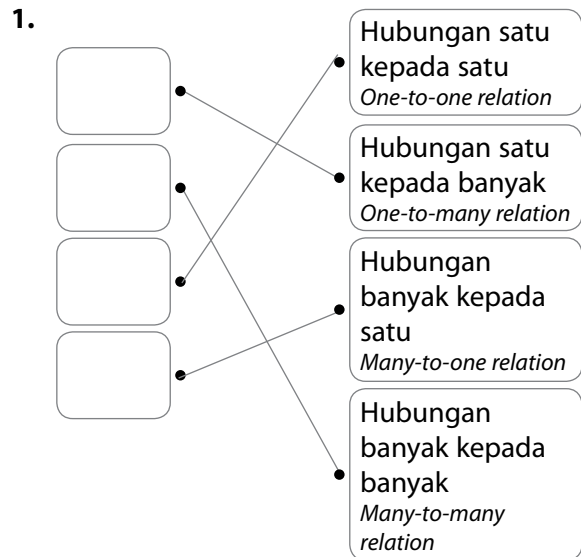 1.
Hubungan satu
kepada satu
One-to-one relation
Hubungan satu
kepada banyak
One-to-many relation
Hubungan
banyak kepada
satu
Many-to-one relation
Hubungan
banyak kepada
banyak
Many-to-many
relation